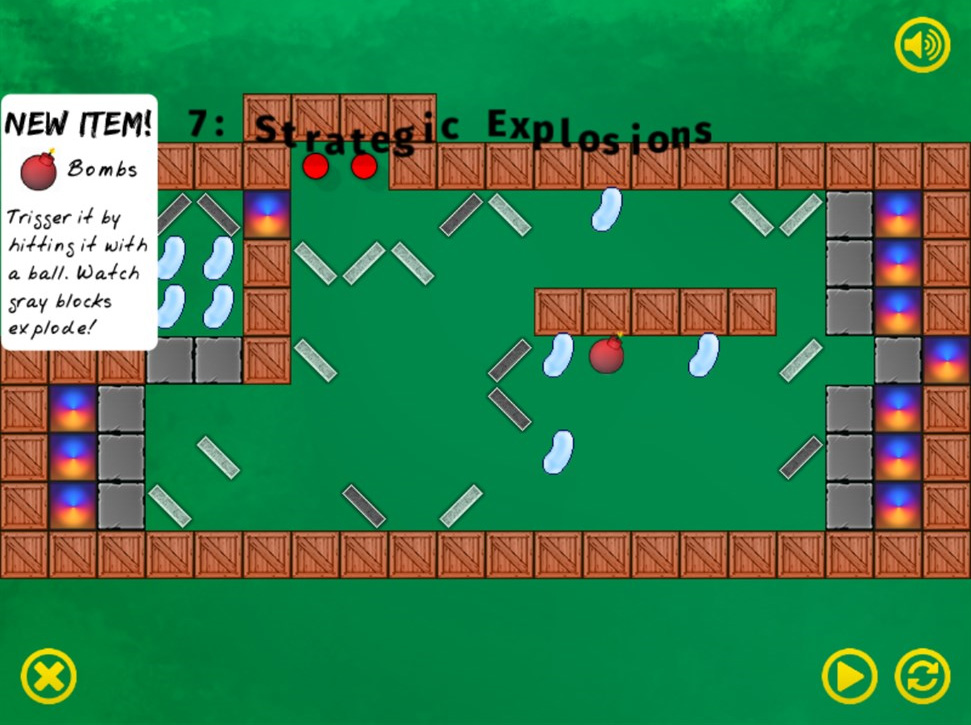 NEW ITEM!
Bombs
Trigger it by
hitting it with
a ball. Watch
gray blocks
explode!
7: Strategic Explosions